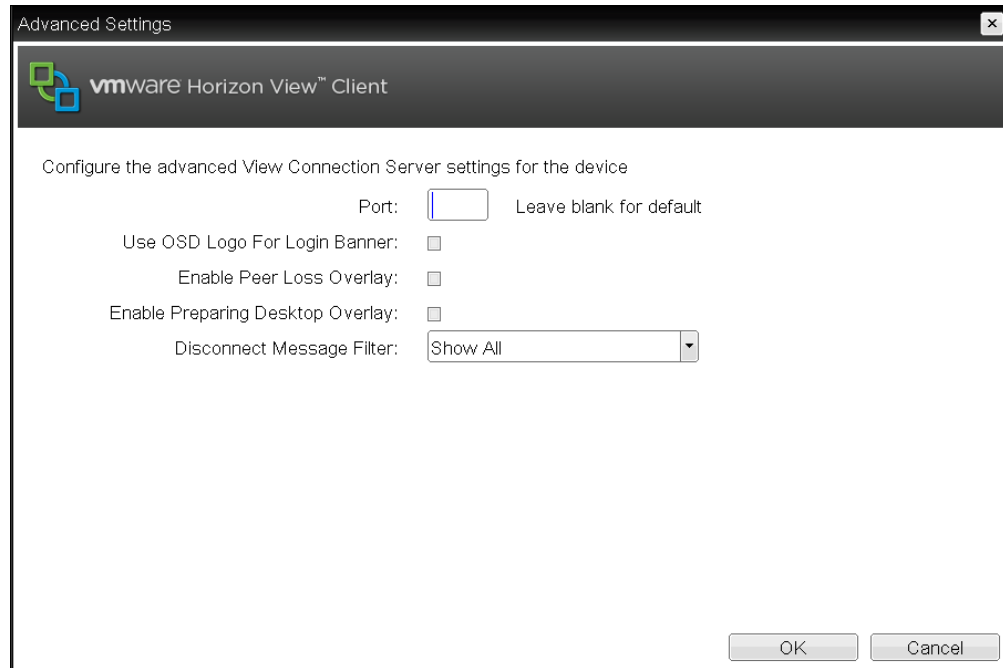 Advanced Settings
vmware Horizon View™ Client
Configure the advanced View Connection Server settings for the device
Port: Leave blank for default
Use OSD Logo For Login Banner:
Enable Peer Loss Overlay:
Enable Preparing Desktop Overlay:
Disconnect Message Filter: Show All
OK Cancel